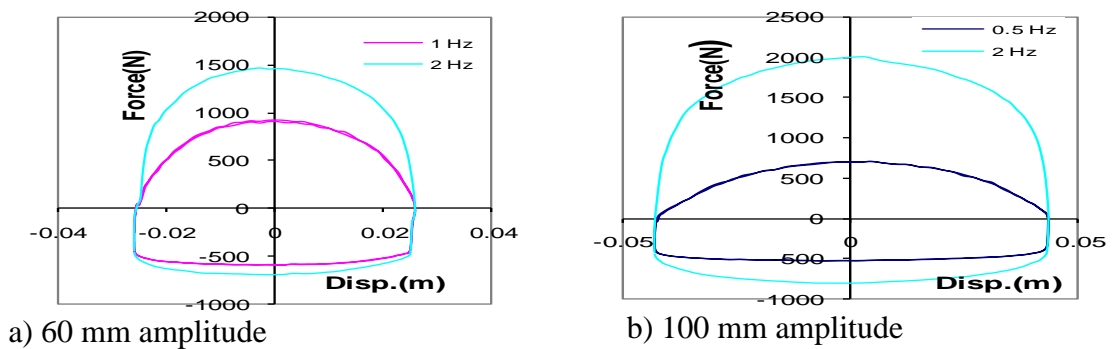 2000
1500
1000
500
0
-500
-1000
-0.04
-0.02
0
0.02
0.04
Force(N)
Disp.(m)
1 Hz
2 Hz
a) 60 mm amplitude
2500
2000
1500
1000
500
0
-500
-1000
-0.05
0
0.05
Force(N)
Disp.(m)
0.5 Hz
2 Hz
b) 100 mm amplitude